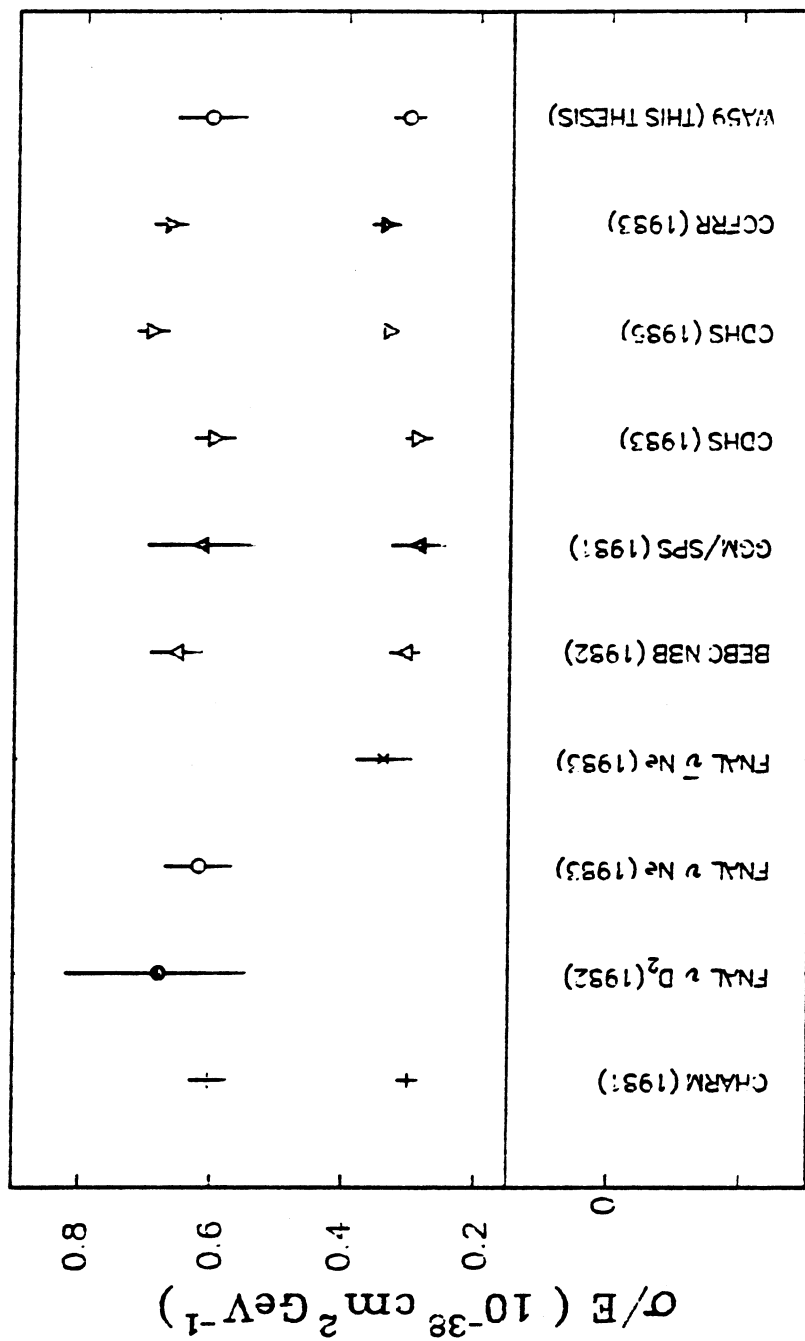 WA59 (THIS THESIS)
CCFRR (1983)
CDHS (1985)
CDHS (1983)
GGM/SPS (1981)
BEBC NBB (1982)
FNAL ν̄ Ne (1983)
FNAL ν Ne (1983)
FNAL ν D₂ (1982)
CHARM (1981)
0.8
0.6
0.4
0.2
0
σ/E ( 10⁻³⁸ cm² GeV⁻¹ )